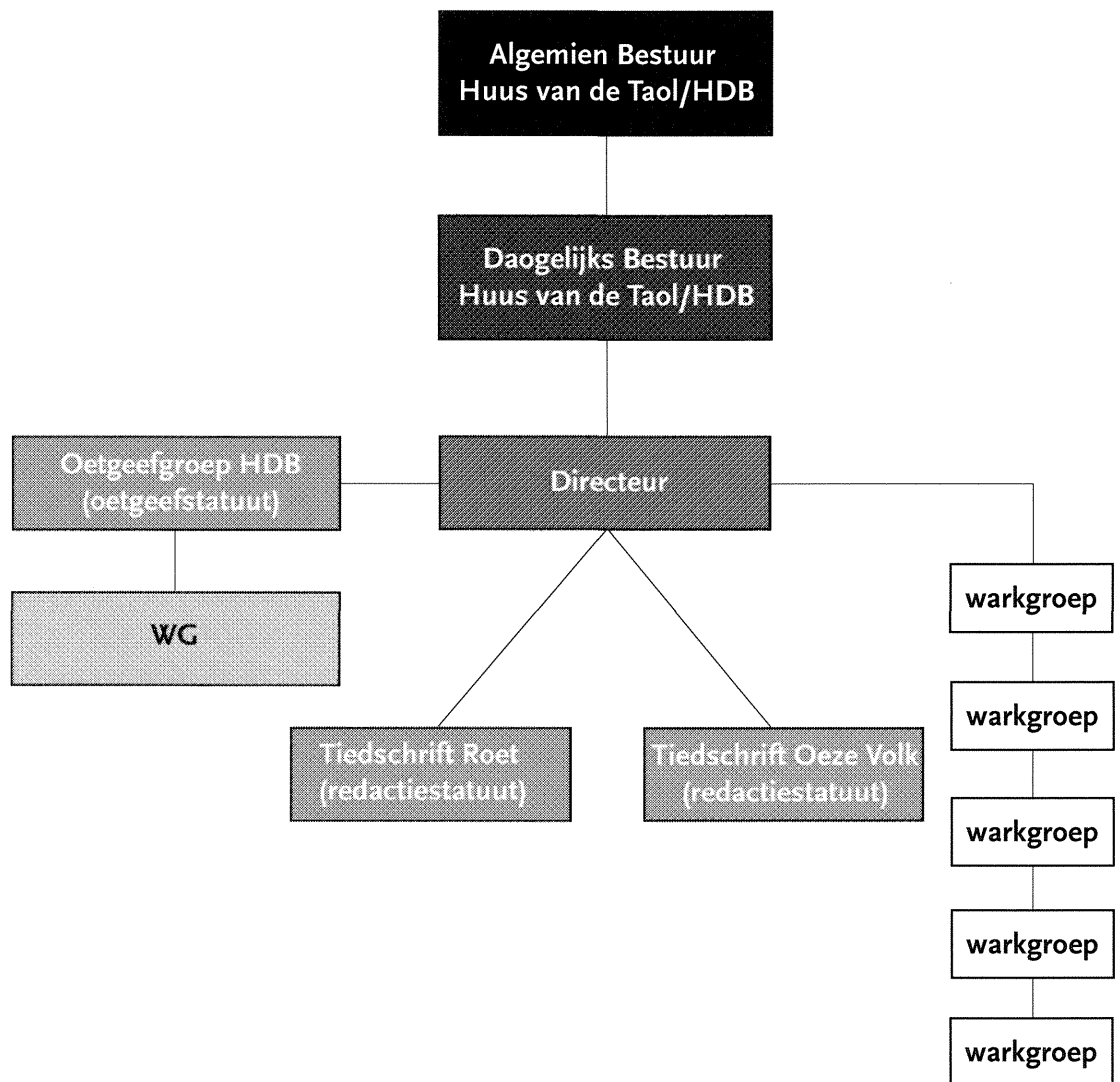 Algemien Bestuur
Huus van de Taol/HDB
Daogelijks Bestuur
Huus van de Taol/HDB
Oetgeefgroep HDB
(oetgeefstatuut)
Directeur
WG
warkgroep
warkgroep
Tiedschrift Roet
(redactiestatuut)
Tiedschrift Oeze Volk
(redactiestatuut)
warkgroep
warkgroep
warkgroep